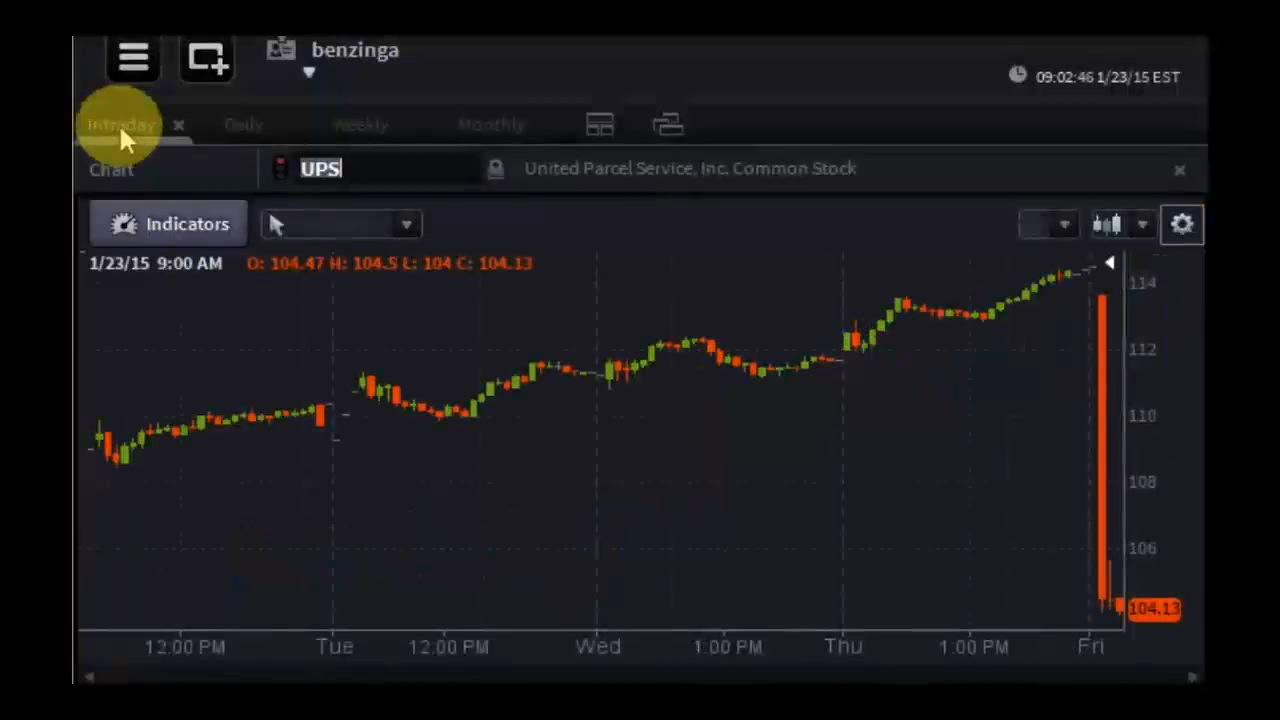 benzinga
09:02:46 1/23/15 EST
Intraday Daily Weekly Monthly
Chart UPS United Parcel Service, Inc. Common Stock
Indicators
1/23/15 9:00 AM O: 104.47 H: 104.5 L: 104 C: 104.13
114
112
110
108
106
104.13
12:00 PM Tue 12:00 PM Wed 1:00 PM Thu 1:00 PM Fri